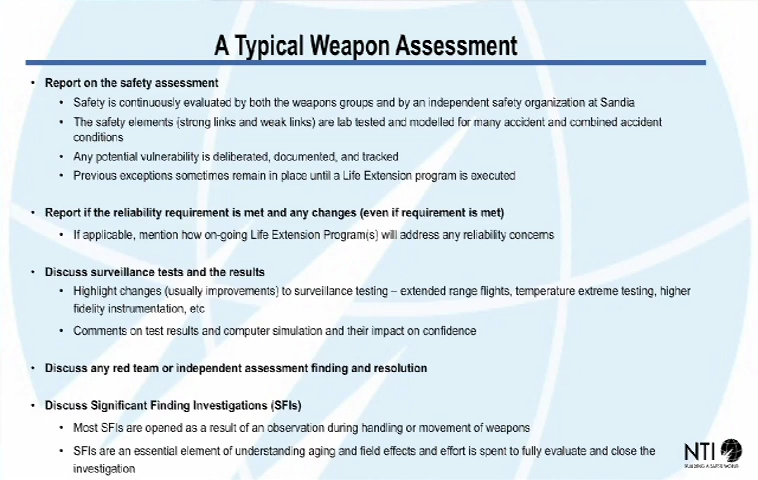 A Typical Weapon Assessment
• Report on the safety assessment
• Safety is continuously evaluated by both the weapons groups and by an independent safety organization at Sandia
• The safety elements (strong links and weak links) are lab tested and modelled for many accident and combined accident
conditions
• Any potential vulnerability is deliberated, documented, and tracked
• Previous exceptions sometimes remain in place until a Life Extension program is executed
• Report if the reliability requirement is met and any changes (even if requirement is met)
• If applicable, mention how on-going Life Extension Program(s) will address any reliability concerns
• Discuss surveillance tests and the results
• Highlight changes (usually improvements) to surveillance testing – extended range flights, temperature extreme testing, higher
fidelity instrumentation, etc
• Comments on test results and computer simulation and their impact on confidence
• Discuss any red team or independent assessment finding and resolution
• Discuss Significant Finding Investigations (SFIs)
• Most SFIs are opened as a result of an observation during handling or movement of weapons
• SFIs are an essential element of understanding aging and field effects and effort is spent to fully evaluate and close the
investigation
NTI
BUILDING A SAFER WORLD